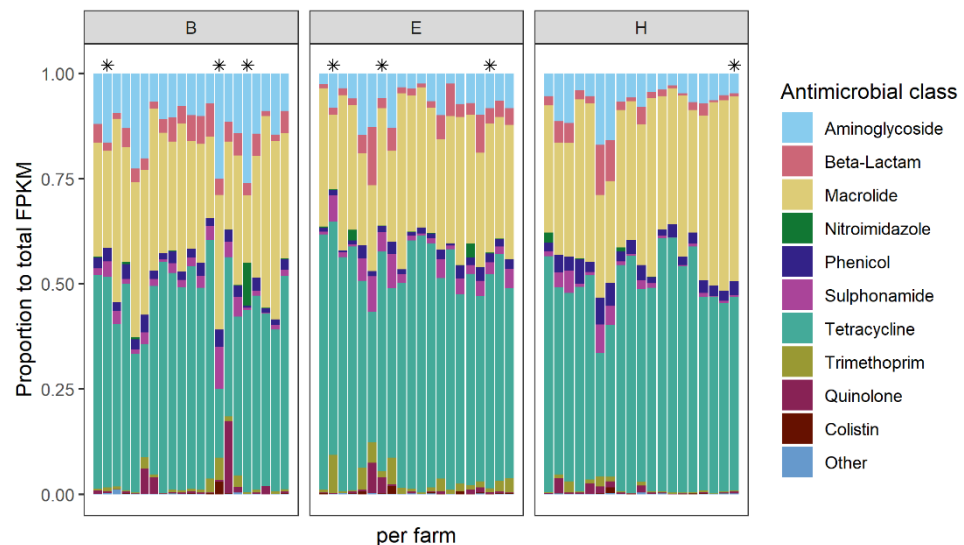 B E H
* * * * * * *
1.00
0.75
0.50
0.25
0.00
Proportion to total FPKM
per farm
Antimicrobial class
Aminoglycoside
Beta-Lactam
Macrolide
Nitroimidazole
Phenicol
Sulphonamide
Tetracycline
Trimethoprim
Quinolone
Colistin
Other